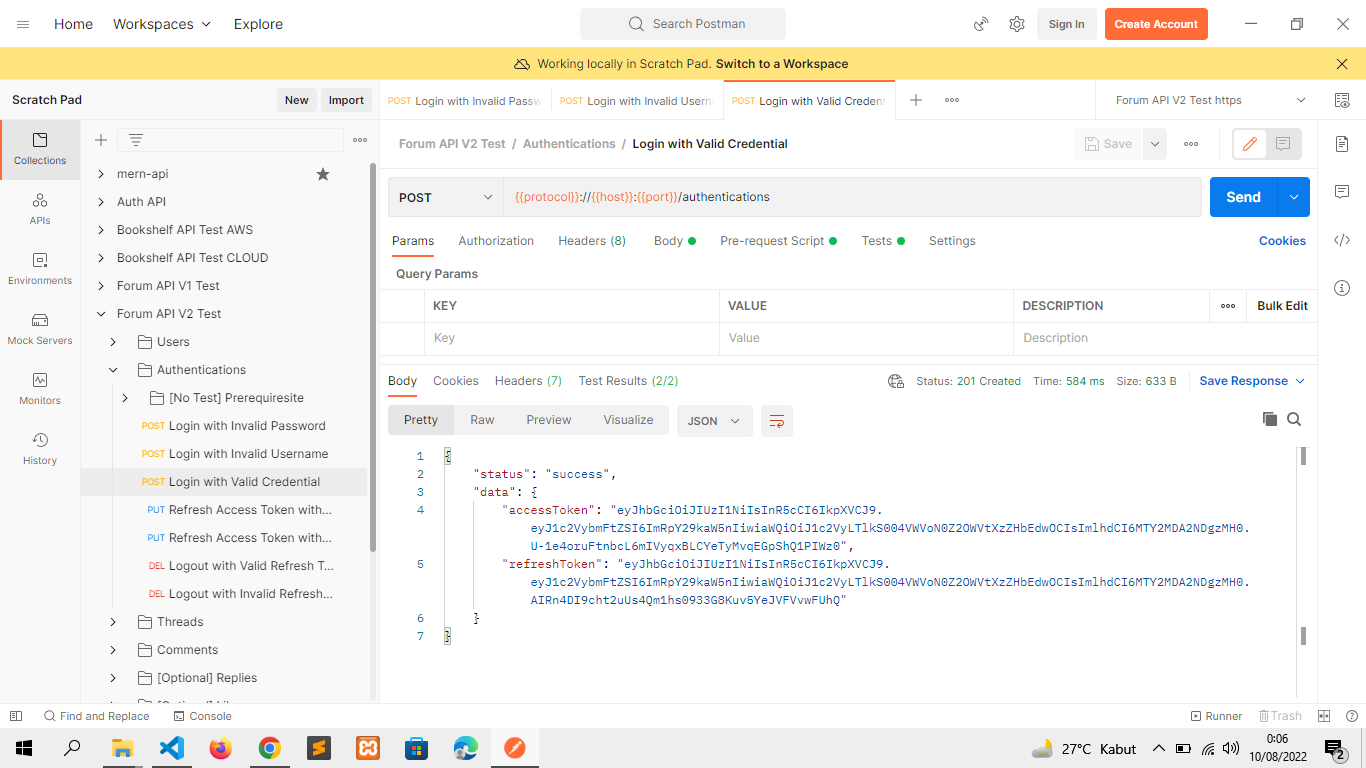 Home
Workspaces
Explore
Search Postman
Sign In
Create Account
Working locally in Scratch Pad. Switch to a Workspace
Scratch Pad
New
Import
POST Login with Invalid Passw
POST Login with Invalid Usern
POST Login with Valid Creden
Forum API V2 Test https
Collections
APIs
Environments
Mock Servers
Monitors
History
mern-api
Auth API
Bookshelf API Test AWS
Bookshelf API Test CLOUD
Forum API V1 Test
Forum API V2 Test
Users
Authentications
[No Test] Prerequiresite
POST Login with Invalid Password
POST Login with Invalid Username
POST Login with Valid Credential
PUT Refresh Access Token with...
PUT Refresh Access Token with...
DEL Logout with Valid Refresh T...
DEL Logout with Invalid Refresh...
Threads
Comments
[Optional] Replies
Forum API V2 Test / Authentications / Login with Valid Credential
Save
POST
{{protocol}}://{{host}}:{{port}}/authentications
Send
Params
Authorization
Headers (8)
Body
Pre-request Script
Tests
Settings
Cookies
Query Params
KEY
VALUE
DESCRIPTION
Bulk Edit
Key
Value
Description
Body
Cookies
Headers (7)
Test Results (2/2)
Status: 201 Created
Time: 584 ms
Size: 633 B
Save Response
Pretty
Raw
Preview
Visualize
JSON
1 {
2 "status": "success",
3 "data": {
4 "accessToken": "eyJhbGciOiJIUzI1NiIsInR5cCI6IkpXVCJ9.
eyJ1c2VybmFtZSI6ImRpY29kaW5nIiwiaWQiOiJ1c2VyLTlkS004VWVoN0Z2OWVtXzZHbEdwOCIsImlhdCI6MTY2MDA2NDgzMH0.
U-1e4oruFtnbcL6mIVyqxBLCYeTyMvqEGpShQ1PIWz0",
5 "refreshToken": "eyJhbGciOiJIUzI1NiIsInR5cCI6IkpXVCJ9.
eyJ1c2VybmFtZSI6ImRpY29kaW5nIiwiaWQiOiJ1c2VyLTlkS004VWVoN0Z2OWVtXzZHbEdwOCIsImlhdCI6MTY2MDA2NDgzMH0.
AIRn4DI9cht2uUs4Qm1hs0933G8Kuv5YeJVFVvwFUhQ"
6 }
7 }
Find and Replace
Console
Runner
Trash
27°C Kabut
0:06
10/08/2022
2